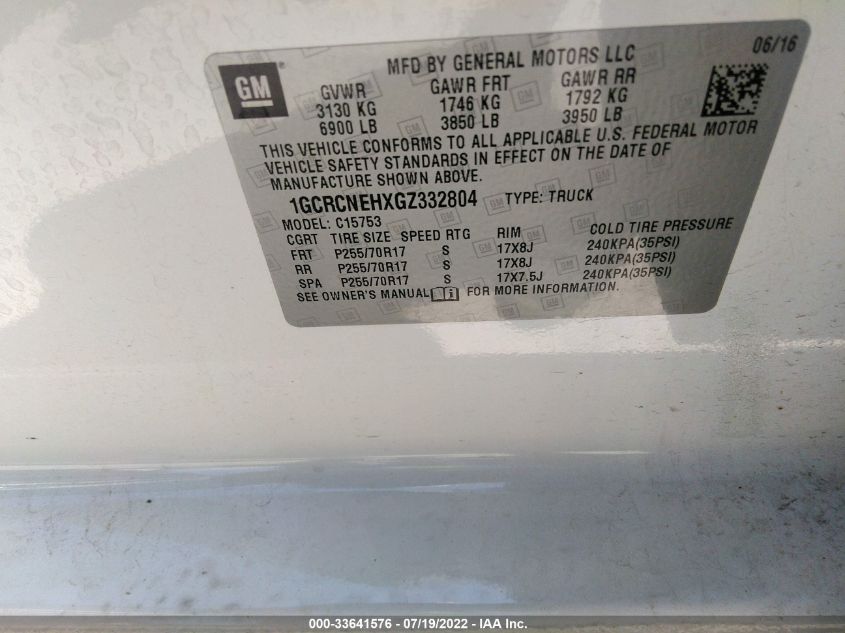 GM
MFD BY GENERAL MOTORS LLC 06/16
GVWR GAWR FRT GAWR RR
3130 KG 1746 KG 1792 KG
6900 LB 3850 LB 3950 LB
THIS VEHICLE CONFORMS TO ALL APPLICABLE U.S. FEDERAL MOTOR
VEHICLE SAFETY STANDARDS IN EFFECT ON THE DATE OF
MANUFACTURE SHOWN ABOVE.
1GCRCNEHXGZ332804 TYPE: TRUCK
MODEL: C15753
CGRT TIRE SIZE SPEED RTG RIM COLD TIRE PRESSURE
FRT P255/70R17 S 17X8J 240KPA(35PSI)
RR P255/70R17 S 17X8J 240KPA(35PSI)
SPA P255/70R17 S 17X7.5J 240KPA(35PSI)
SEE OWNER'S MANUAL FOR MORE INFORMATION.
000-33641576 - 07/19/2022 - IAA Inc.